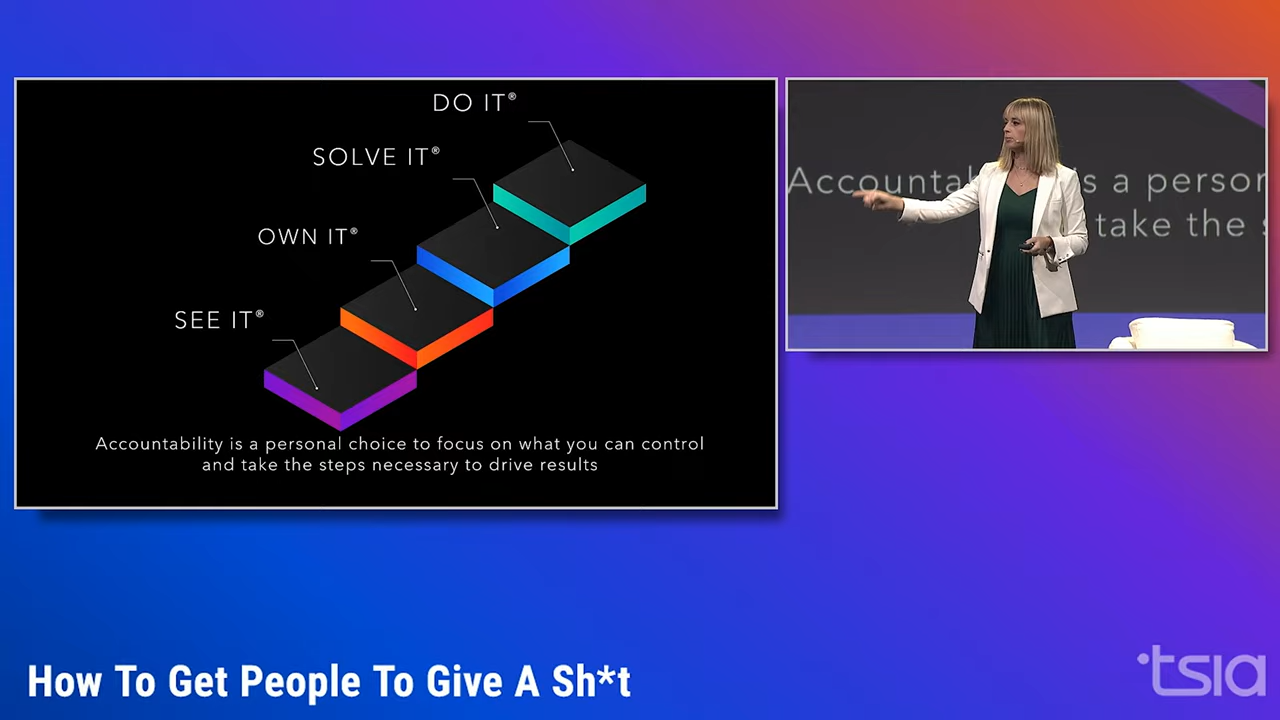 DO IT®
SOLVE IT®
OWN IT®
SEE IT®
Accountability is a personal choice to focus on what you can control
and take the steps necessary to drive results
Accounta s a person
take the s
How To Get People To Give A Sh*t
tsia